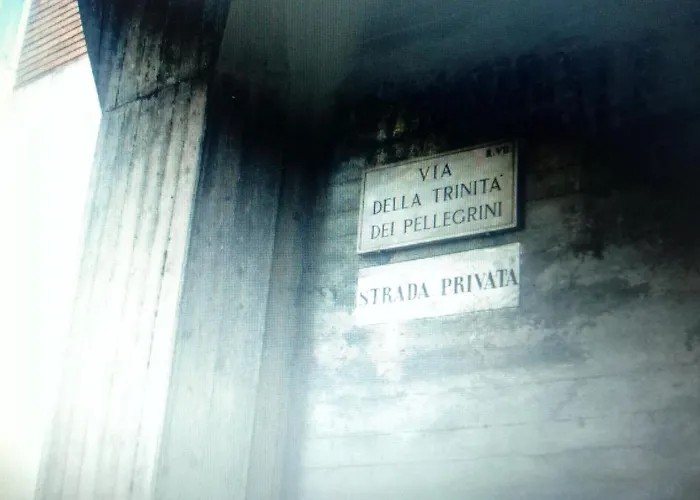 R.VII
VIA
DELLA TRINITA'
DEI PELLEGRINI
STRADA PRIVATA